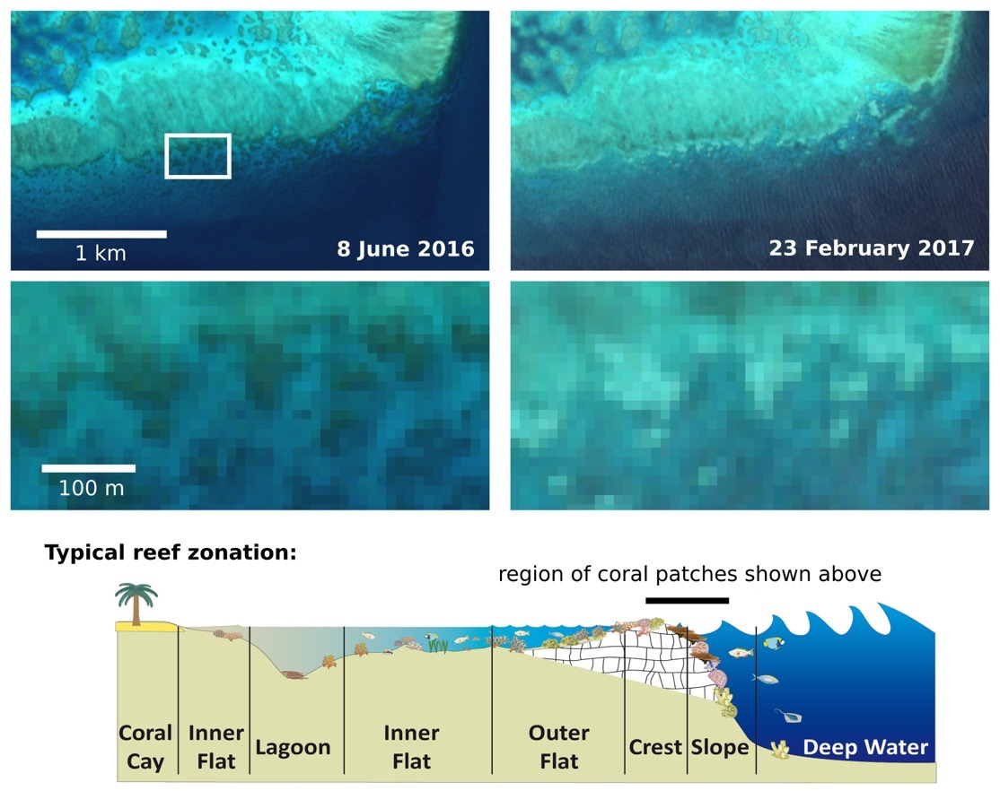 1 km
8 June 2016
23 February 2017
100 m
Typical reef zonation:
region of coral patches shown above
Coral
Cay
Inner
Flat
Lagoon
Inner
Flat
Outer
Flat
Crest
Slope
Deep Water